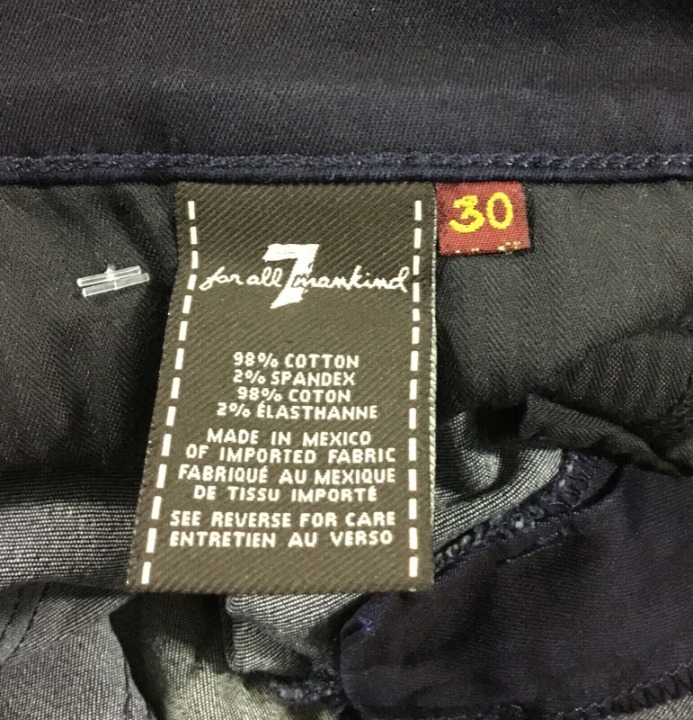 30
7
for all mankind
98% COTTON
2% SPANDEX
98% COTON
2% ÉLASTHANNE
MADE IN MEXICO
OF IMPORTED FABRIC
FABRIQUÉ AU MEXIQUE
DE TISSU IMPORTÉ
SEE REVERSE FOR CARE
ENTRETIEN AU VERSO